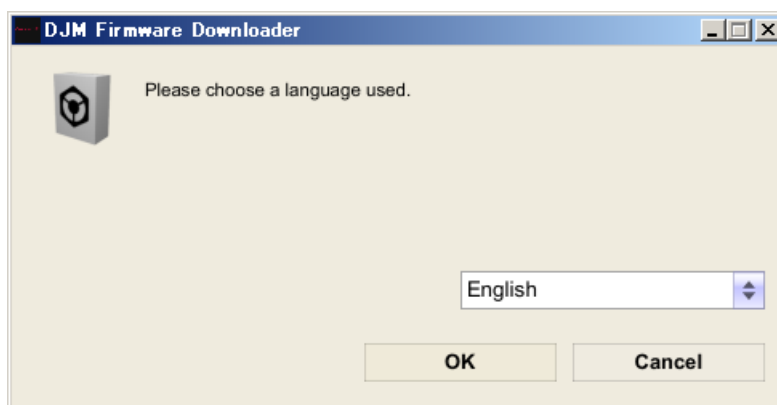 DJM Firmware Downloader
Please choose a language used.
English
OK
Cancel